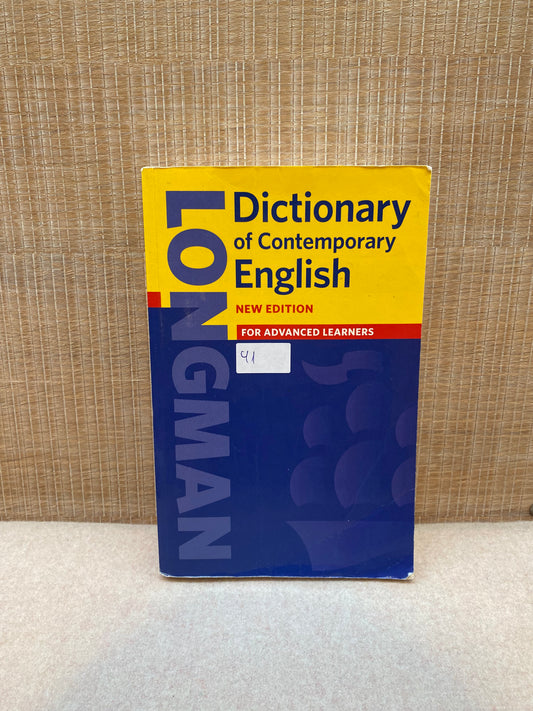 LONGMAN
Dictionary
of Contemporary
English
NEW EDITION
FOR ADVANCED LEARNERS
41